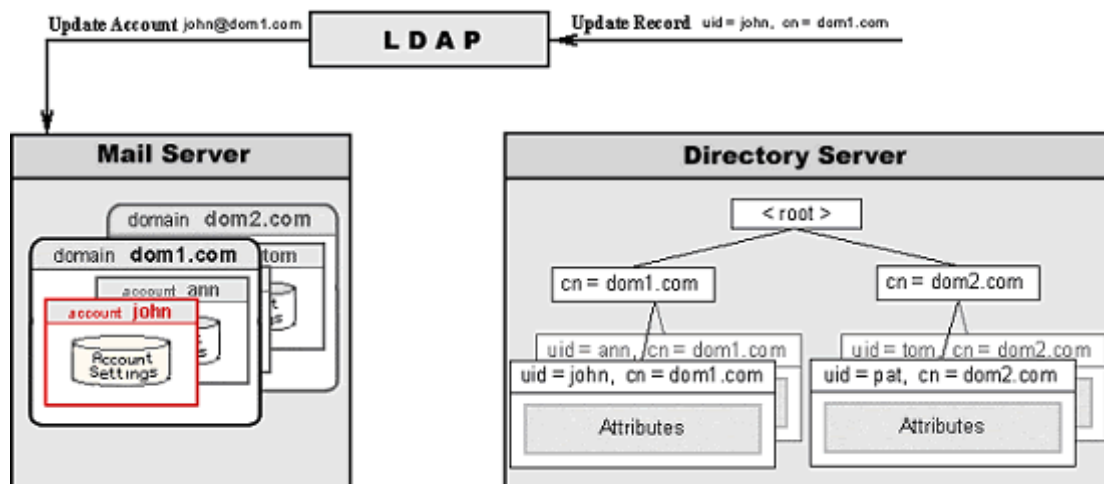 Update Account john@dom1.com
LDAP
Update Record uid = john, cn = dom1.com
Mail Server
domain dom2.com
domain dom1.com
tom
account ann
account john
Account
Settings
Directory Server
< root >
cn = dom1.com
cn = dom2.com
uid = ann, cn = dom1.com
uid = tom, cn = dom2.com
uid = john, cn = dom1.com
uid = pat, cn = dom2.com
Attributes
Attributes